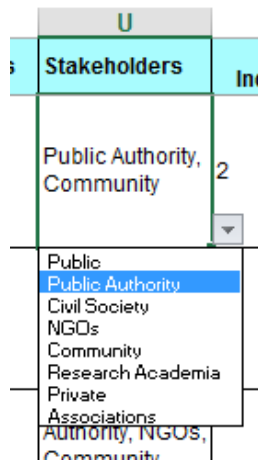 U
s Stakeholders
In
Public Authority, 2
Community
Public
Public Authority
Civil Society
NGOs
Community
Research Academia
Private
Associations
Authority, NGOs,
Community